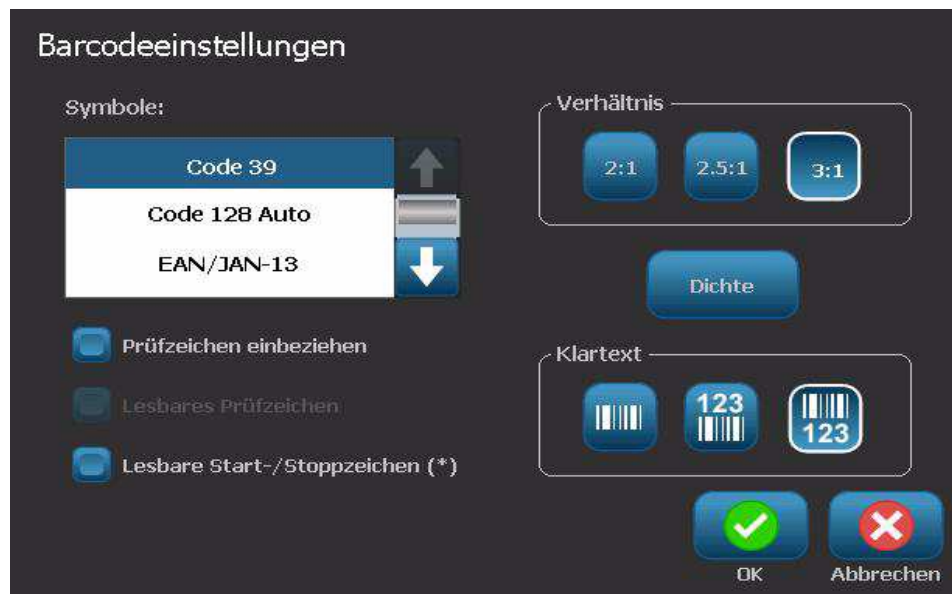 Barcodeeinstellungen
Symbole:
Code 39
Code 128 Auto
EAN/JAN-13
Prüfzeichen einbeziehen
Lesbares Prüfzeichen
Lesbare Start-/Stoppzeichen (*)
Verhältnis
2:1 2.5:1 3:1
Dichte
Klartext
123
123
OK Abbrechen